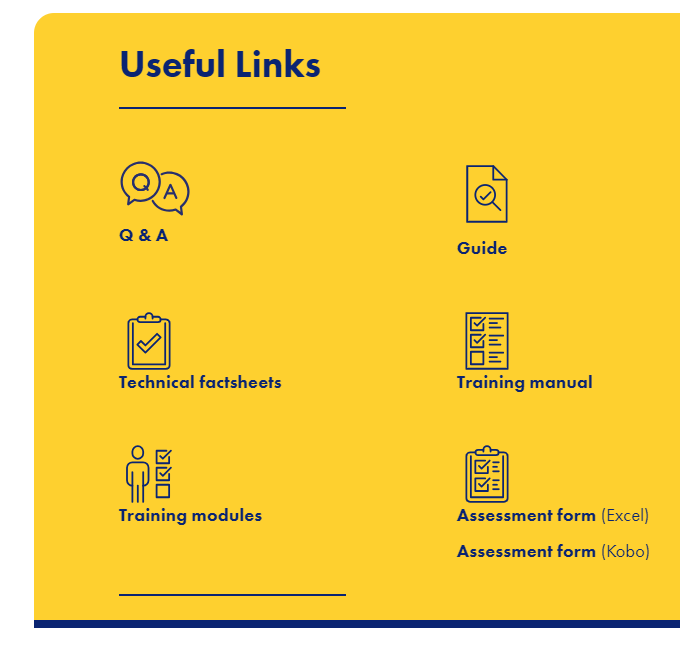 Useful Links
Q A
Q & A
Guide
Technical factsheets
Training manual
Training modules
Assessment form (Excel)
Assessment form (Kobo)